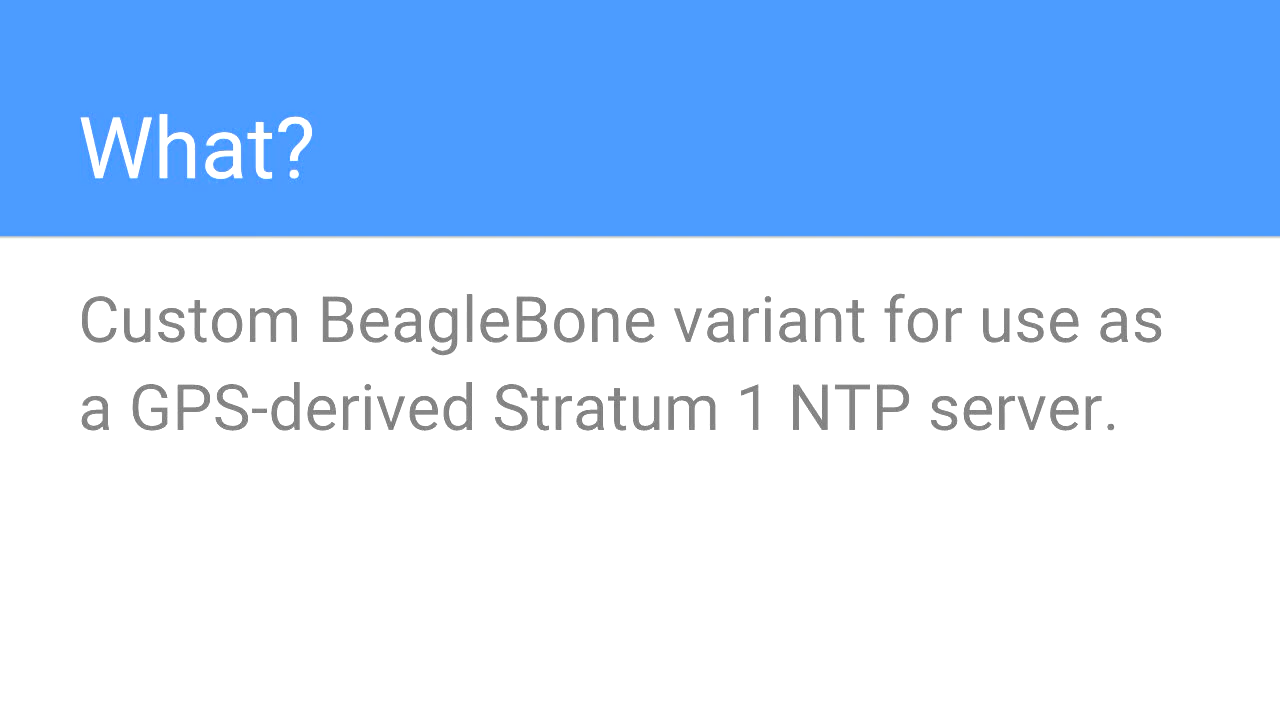 What?
Custom BeagleBone variant for use as
a GPS-derived Stratum 1 NTP server.